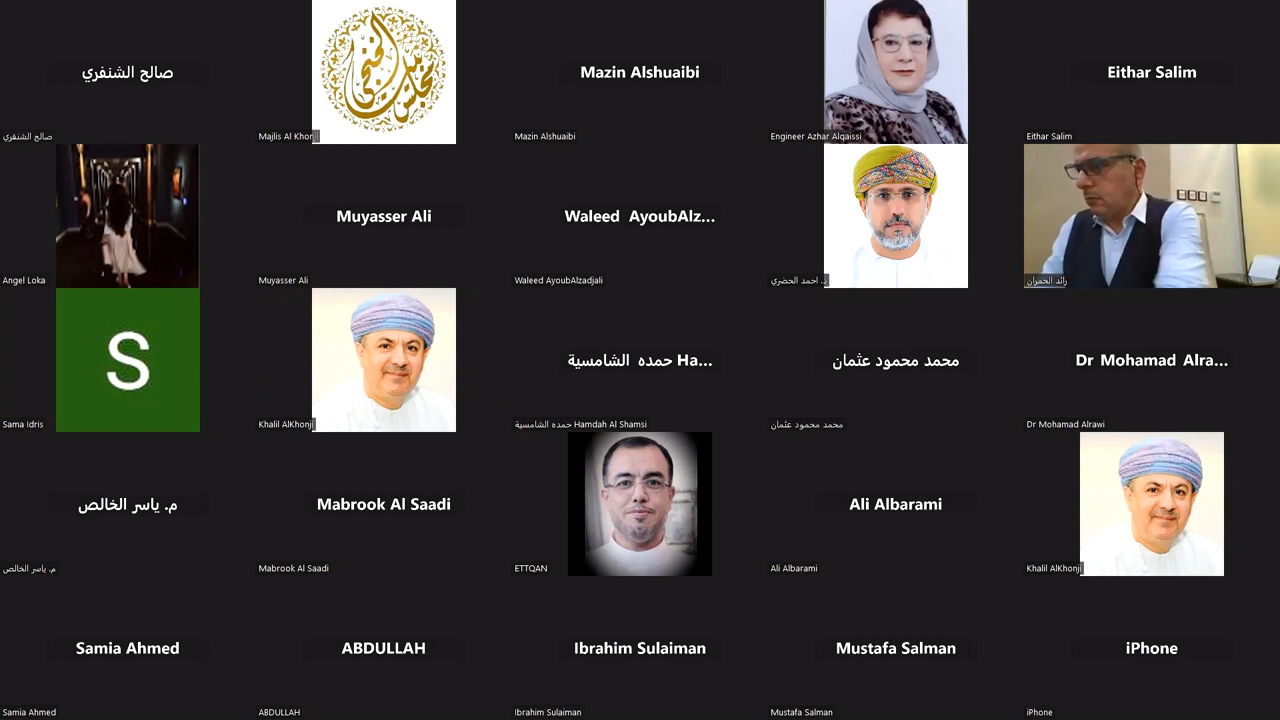 صالح الشنفري
Mazin Alshuaibi
Eithar Salim
صالح الشنفري
Majlis Al Khonji
Mazin Alshuaibi
Engineer Azhar Alqaissi
Eithar Salim
Muyasser Ali
Waleed AyoubAlz...
Angel Loka
Muyasser Ali
Waleed AyoubAlzadjali
د. احمد الحضري
رائد الحمران
S
حمده الشامسية Ha...
محمد محمود عثمان
Dr Mohamad Alra...
Sama Idris
Khalil AlKhonji
حمده الشامسية Hamdah Al Shamsi
محمد محمود عثمان
Dr Mohamad Alrawi
م. ياسر الخالص
Mabrook Al Saadi
Ali Albarami
م. ياسر الخالص
Mabrook Al Saadi
ETTQAN
Ali Albarami
Khalil AlKhonji
Samia Ahmed
ABDULLAH
Ibrahim Sulaiman
Mustafa Salman
iPhone
Samia Ahmed
ABDULLAH
Ibrahim Sulaiman
Mustafa Salman
iPhone